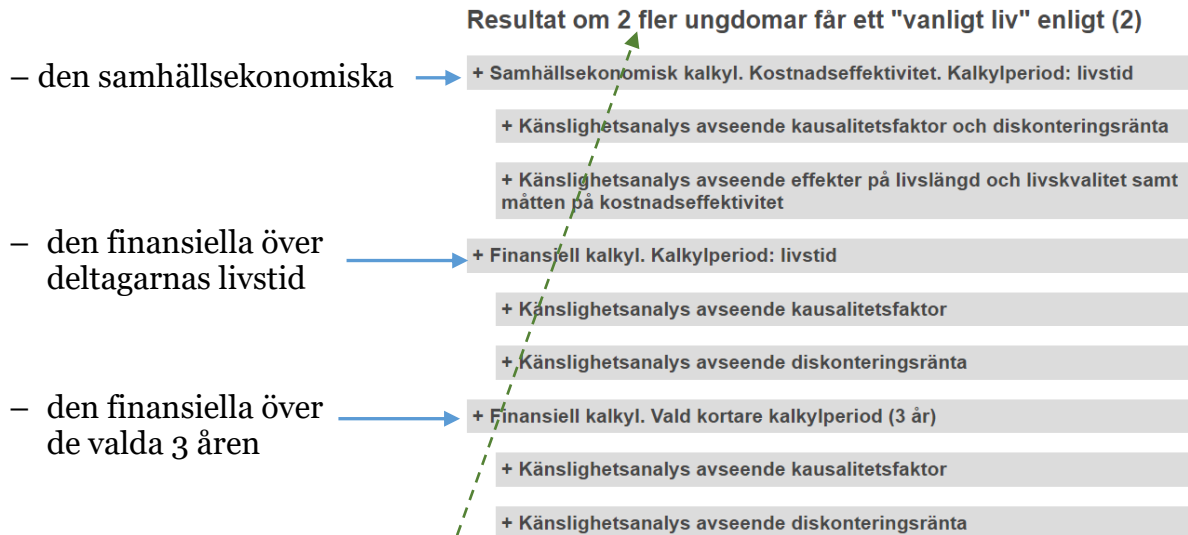 Resultat om 2 fler ungdomar får ett "vanligt liv" enligt (2)
– den samhällsekonomiska
+ Samhällsekonomisk kalkyl. Kostnadseffektivitet. Kalkylperiod: livstid
+ Känslighetsanalys avseende kausalitetsfaktor och diskonteringsränta
+ Känslighetsanalys avseende effekter på livslängd och livskvalitet samt
måtten på kostnadseffektivitet
– den finansiella över
deltagarnas livstid
+ Finansiell kalkyl. Kalkylperiod: livstid
+ Känslighetsanalys avseende kausalitetsfaktor
+ Känslighetsanalys avseende diskonteringsränta
– den finansiella över
de valda 3 åren
+ Finansiell kalkyl. Vald kortare kalkylperiod (3 år)
+ Känslighetsanalys avseende kausalitetsfaktor
+ Känslighetsanalys avseende diskonteringsränta